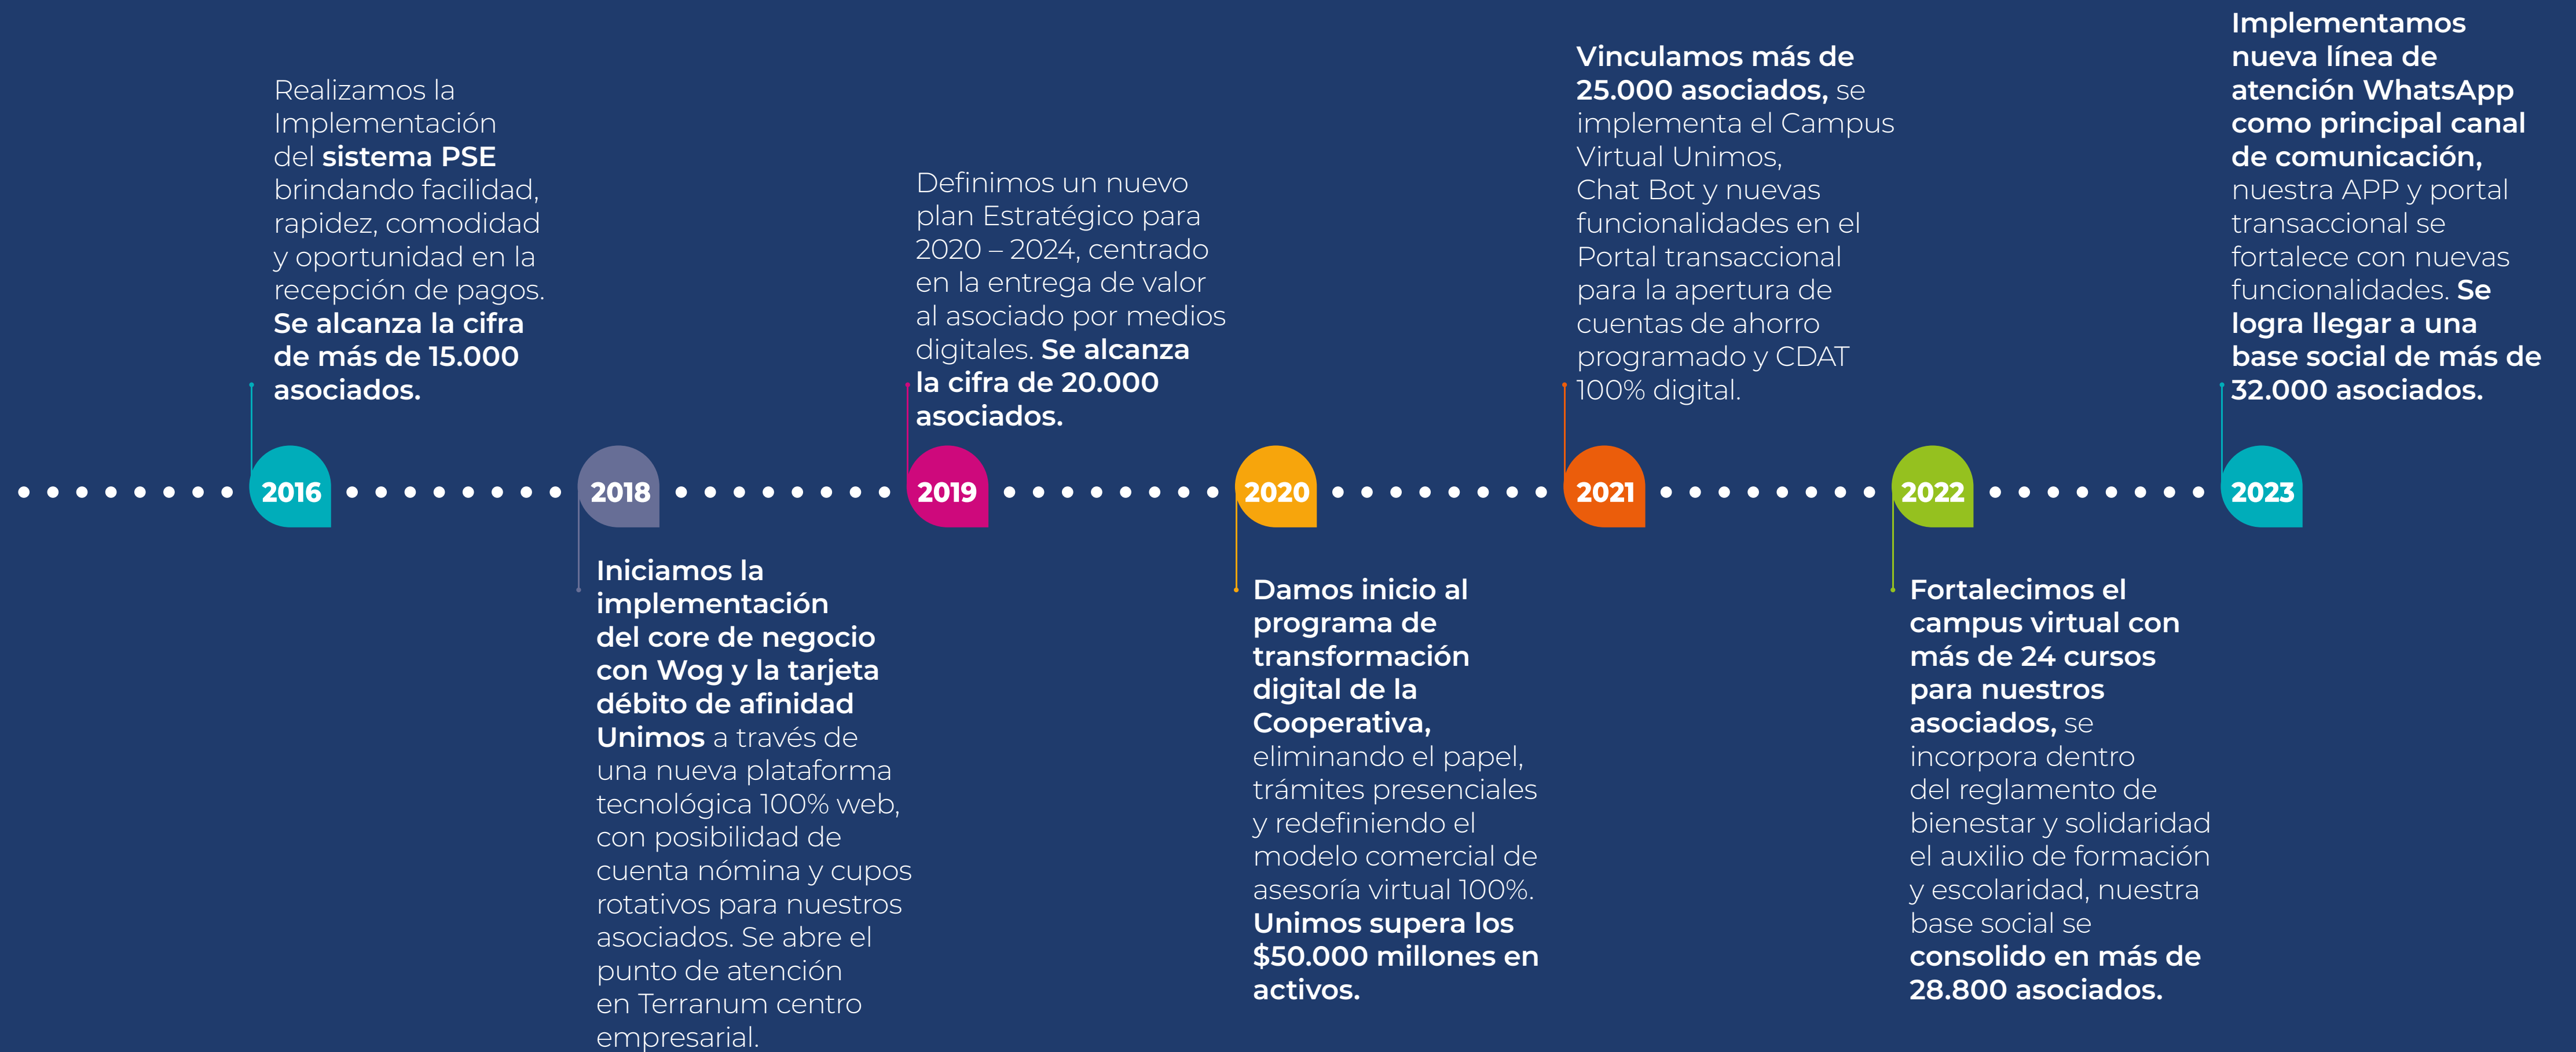 Realizamos la
Implementación
del sistema PSE
brindando facilidad,
rapidez, comodidad
y oportunidad en la
recepción de pagos.
Se alcanza la cifra
de más de 15.000
asociados.
2016
2018
Iniciamos la
implementación
del core de negocio
con Wog y la tarjeta
débito de afinidad
Unimos a través de
una nueva plataforma
tecnológica 100% web,
con posibilidad de
cuenta nómina y cupos
rotativos para nuestros
asociados. Se abre el
punto de atención
en Terranum centro
empresarial.
Definimos un nuevo
plan Estratégico para
2020 – 2024, centrado
en la entrega de valor
al asociado por medios
digitales. Se alcanza
la cifra de 20.000
asociados.
2019
2020
Damos inicio al
programa de
transformación
digital de la
Cooperativa,
eliminando el papel,
trámites presenciales
y redefiniendo el
modelo comercial de
asesoría virtual 100%.
Unimos supera los
$50.000 millones en
activos.
Vinculamos más de
25.000 asociados, se
implementa el Campus
Virtual Unimos,
Chat Bot y nuevas
funcionalidades en el
Portal transaccional
para la apertura de
cuentas de ahorro
programado y CDAT
100% digital.
2021
2022
Fortalecimos el
campus virtual con
más de 24 cursos
para nuestros
asociados, se
incorpora dentro
del reglamento de
bienestar y solidaridad
el auxilio de formación
y escolaridad, nuestra
base social se
consolido en más de
28.800 asociados.
Implementamos
nueva línea de
atención WhatsApp
como principal canal
de comunicación,
nuestra APP y portal
transaccional se
fortalece con nuevas
funcionalidades. Se
logra llegar a una
base social de más de
32.000 asociados.
2023